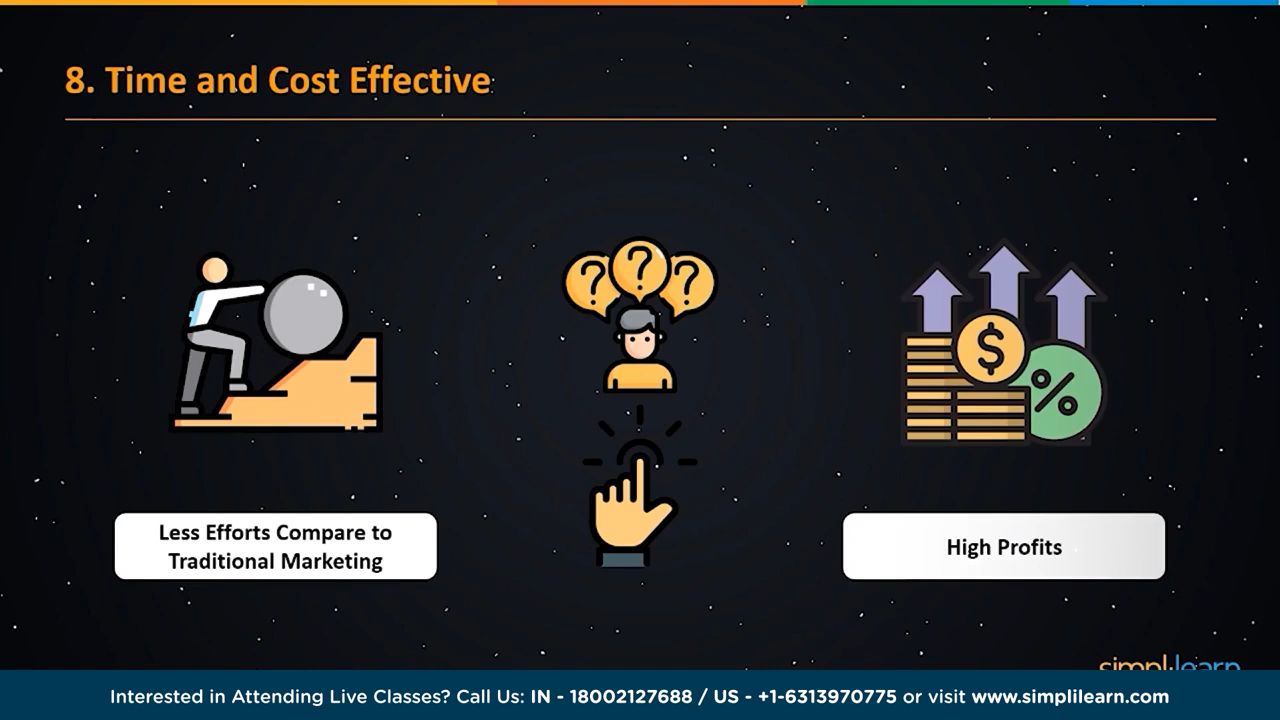 8. Time and Cost Effective
? ? ?
$
%
Less Efforts Compare to
Traditional Marketing
High Profits
simplilearn
Interested in Attending Live Classes? Call Us: IN - 18002127688 / US - +1-6313970775 or visit www.simplilearn.com